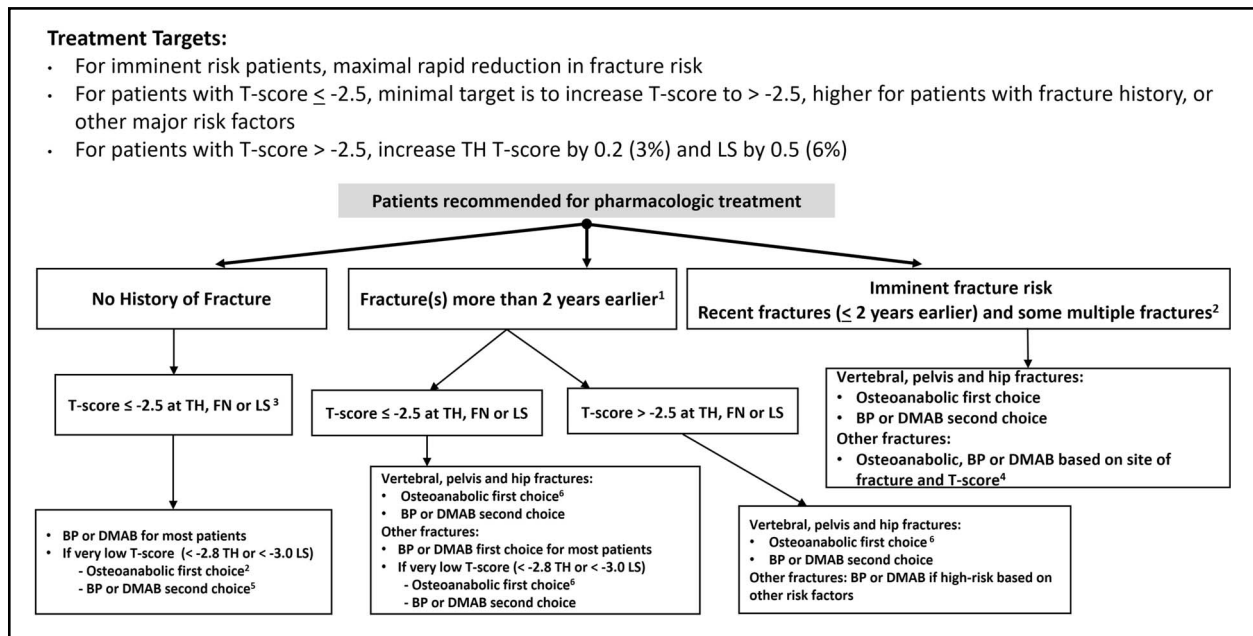 Treatment Targets:
· For imminent risk patients, maximal rapid reduction in fracture risk
· For patients with T-score ≤ -2.5, minimal target is to increase T-score to > -2.5, higher for patients with fracture history, or
other major risk factors
· For patients with T-score > -2.5, increase TH T-score by 0.2 (3%) and LS by 0.5 (6%)
Patients recommended for pharmacologic treatment
No History of Fracture
Fracture(s) more than 2 years earlier¹
Imminent fracture risk
Recent fractures (≤ 2 years earlier) and some multiple fractures²
T-score ≤ -2.5 at TH, FN or LS³
T-score ≤ -2.5 at TH, FN or LS
T-score > -2.5 at TH, FN or LS
Vertebral, pelvis and hip fractures:
• Osteoanabolic first choice
• BP or DMAB second choice
Other fractures:
• Osteoanabolic, BP or DMAB based on site of
fracture and T-score⁴
• BP or DMAB for most patients
• If very low T-score (< -2.8 TH or < -3.0 LS)
- Osteoanabolic first choice²
- BP or DMAB second choice⁵
Vertebral, pelvis and hip fractures:
• Osteoanabolic first choice⁶
• BP or DMAB second choice
Other fractures:
• BP or DMAB first choice for most patients
• If very low T-score (< -2.8 TH or < -3.0 LS)
- Osteoanabolic first choice⁶
- BP or DMAB second choice
Vertebral, pelvis and hip fractures:
• Osteoanabolic first choice ⁶
• BP or DMAB second choice
Other fractures: BP or DMAB if high-risk based on
other risk factors